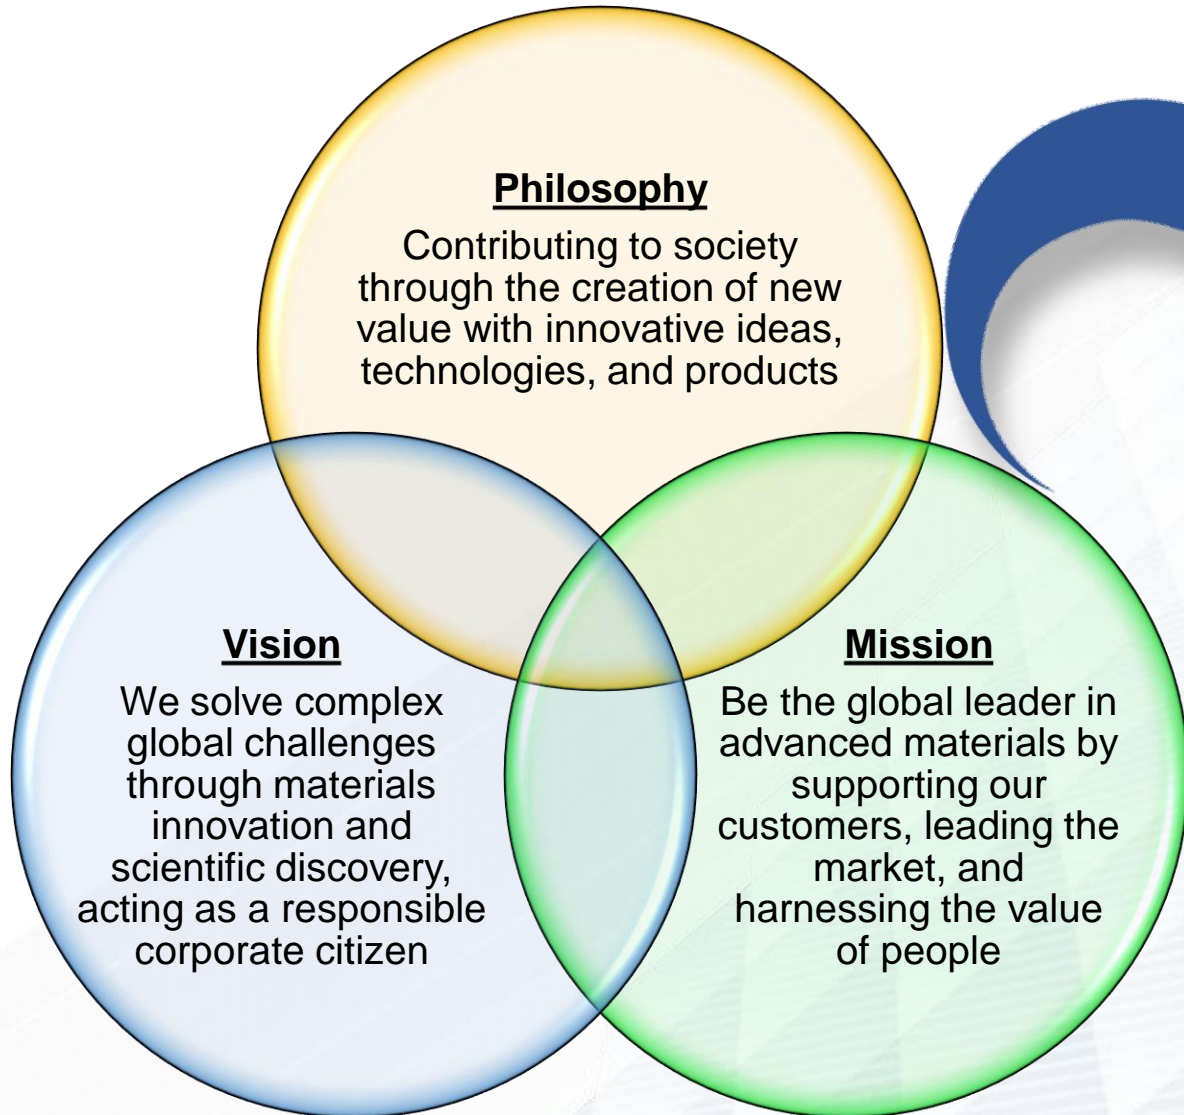 Philosophy
Contributing to society
through the creation of new
value with innovative ideas,
technologies, and products
Vision
We solve complex
global challenges
through materials
innovation and
scientific discovery,
acting as a responsible
corporate citizen
Mission
Be the global leader in
advanced materials by
supporting our
customers, leading the
market, and
harnessing the value
of people